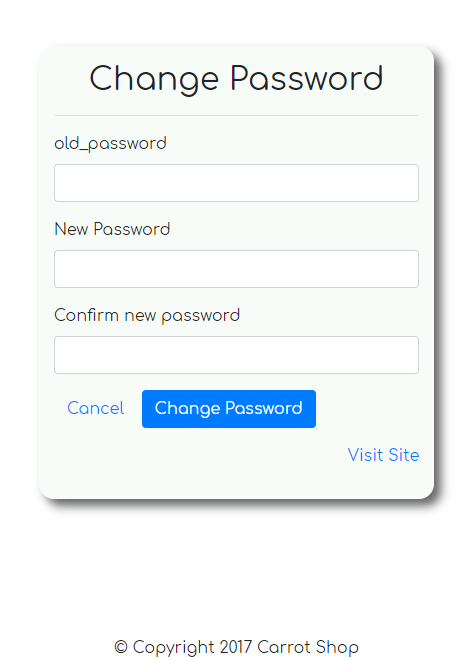 Change Password
old_password
New Password
Confirm new password
Cancel Change Password
Visit Site
© Copyright 2017 Carrot Shop